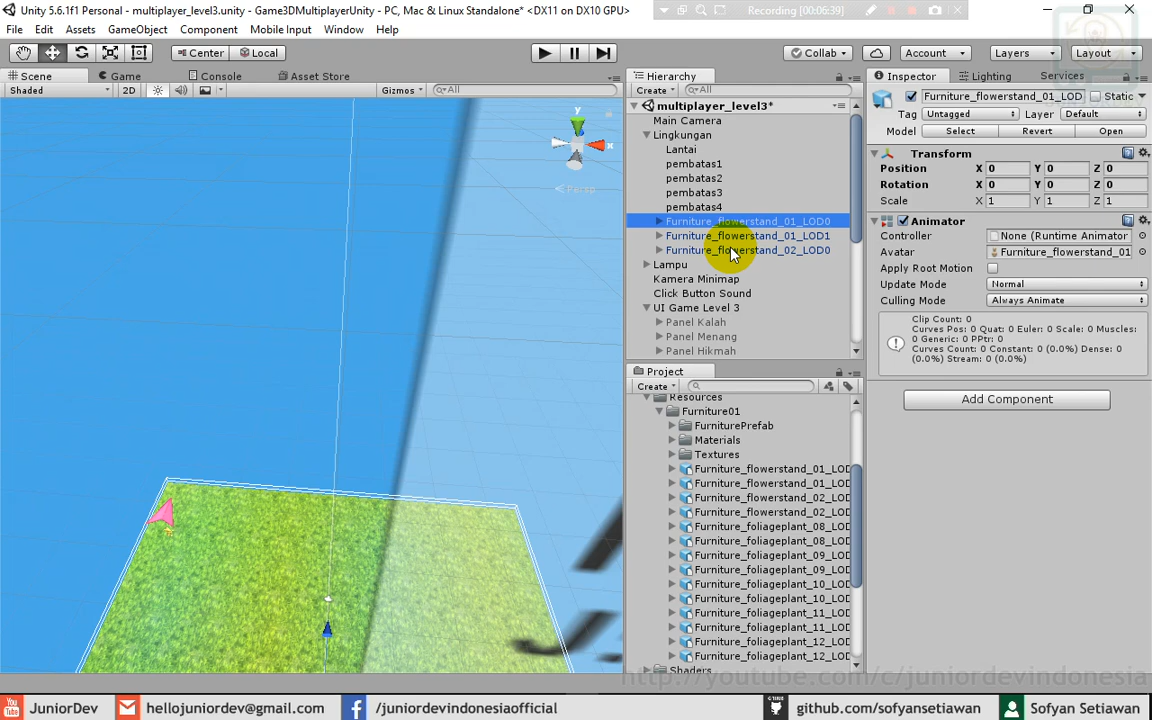 Unity 5.6.1f1 Personal - multiplayer_level3.unity - Game3DMultiplayerUnity - PC, Mac & Linux Standalone* <DX11 on DX10 GPU>
Recording [00:06:39]
File Edit Assets GameObject Component Mobile Input Window Help
Center Local Collab Account Layers Layout
Scene Game Console Asset Store
Shaded 2D Gizmos All
y
x
Persp
Hierarchy
Create All
multiplayer_level3*
Main Camera
Lingkungan
Lantai
pembatas1
pembatas2
pembatas3
pembatas4
Furniture_flowerstand_01_LOD0
Furniture_flowerstand_01_LOD1
Furniture_flowerstand_02_LOD0
Lampu
Kamera Minimap
Click Button Sound
UI Game Level 3
Panel Kalah
Panel Menang
Panel Hikmah
Project
Create
Resources
Furniture01
FurniturePrefab
Materials
Textures
Furniture_flowerstand_01_LOD
Furniture_flowerstand_01_LOD
Furniture_flowerstand_02_LOD
Furniture_flowerstand_02_LOD
Furniture_foliageplant_08_LOD
Furniture_foliageplant_08_LOD
Furniture_foliageplant_09_LOD
Furniture_foliageplant_09_LOD
Furniture_foliageplant_10_LOD
Furniture_foliageplant_10_LOD
Furniture_foliageplant_11_LOD
Furniture_foliageplant_11_LOD
Furniture_foliageplant_12_LOD
Furniture_foliageplant_12_LOD
Shaders
Inspector Lighting Services
Furniture_flowerstand_01_LOD Static
Tag Untagged Layer Default
Model Select Revert Open
Transform
Position X 0 Y 0 Z 0
Rotation X 0 Y 0 Z 0
Scale X 1 Y 1 Z 1
Animator
Controller None (Runtime Animator
Avatar Furniture_flowerstand_01
Apply Root Motion
Update Mode Normal
Culling Mode Always Animate
Clip Count: 0
Curves Pos: 0 Quat: 0 Euler: 0 Scale: 0 Muscles:
0 Generic: 0 PPtr: 0
Curves Count: 0 Constant: 0 (0.0%) Dense: 0
(0.0%) Stream: 0 (0.0%)
Add Component
http://youtube.com/c/juniordevindonesia
You Tube JuniorDev hellojuniordev@gmail.com /juniordevindonesiaofficial github.com/sofyansetiawan Sofyan Setiawan